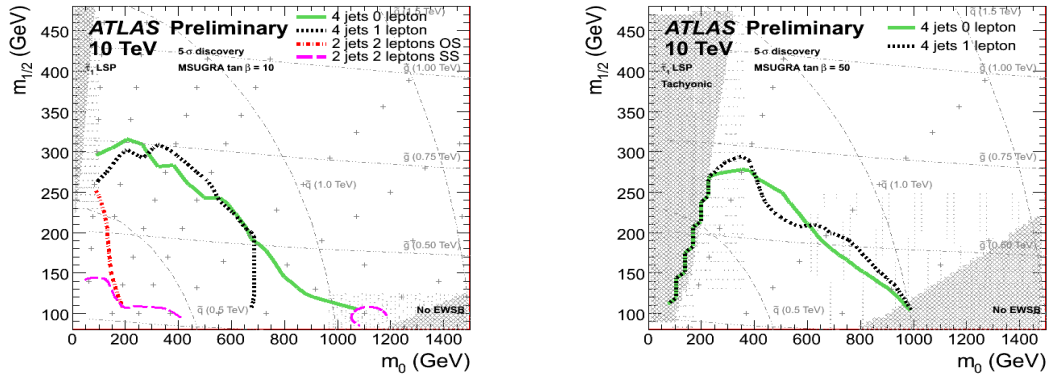 ATLAS Preliminary
10 TeV
5-σ discovery
MSUGRA tan β = 10
τ̃₁ LSP
4 jets 0 lepton
4 jets 1 lepton
2 jets 2 leptons OS
2 jets 2 leptons SS
q̃ (1.5 TeV)
g̃ (1.00 TeV)
g̃ (0.75 TeV)
q̃ (1.0 TeV)
g̃ (0.50 TeV)
q̃ (0.5 TeV)
No EWSB
m1/2 (GeV)
450
400
350
300
250
200
150
100
0 200 400 600 800 1000 1200 1400
m0 (GeV)
ATLAS Preliminary
10 TeV
5-σ discovery
MSUGRA tan β = 50
τ̃₁ LSP
Tachyonic
4 jets 0 lepton
4 jets 1 lepton
q̃ (1.5 TeV)
g̃ (1.00 TeV)
g̃ (0.75 TeV)
q̃ (1.0 TeV)
g̃ (0.50 TeV)
q̃ (0.5 TeV)
No EWSB
m1/2 (GeV)
450
400
350
300
250
200
150
100
0 200 400 600 800 1000 1200 1400
m0 (GeV)